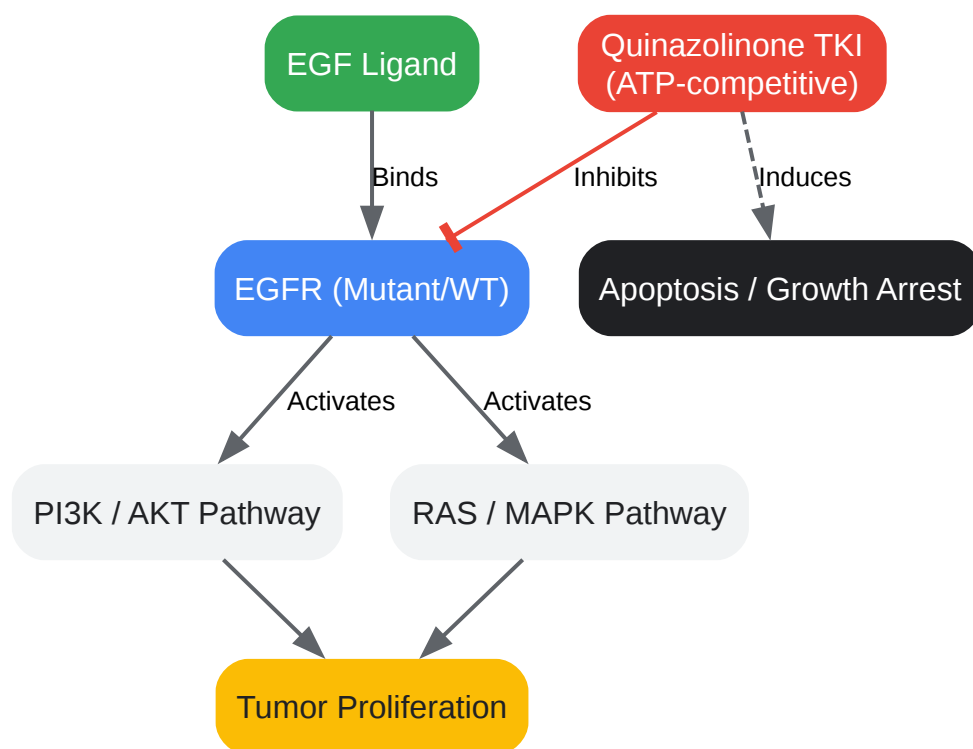 EGF Ligand
Quinazolinone TKI
(ATP-competitive)
Binds
Inhibits
Induces
EGFR (Mutant/WT)
Apoptosis / Growth Arrest
Activates
Activates
PI3K / AKT Pathway
RAS / MAPK Pathway
Tumor Proliferation